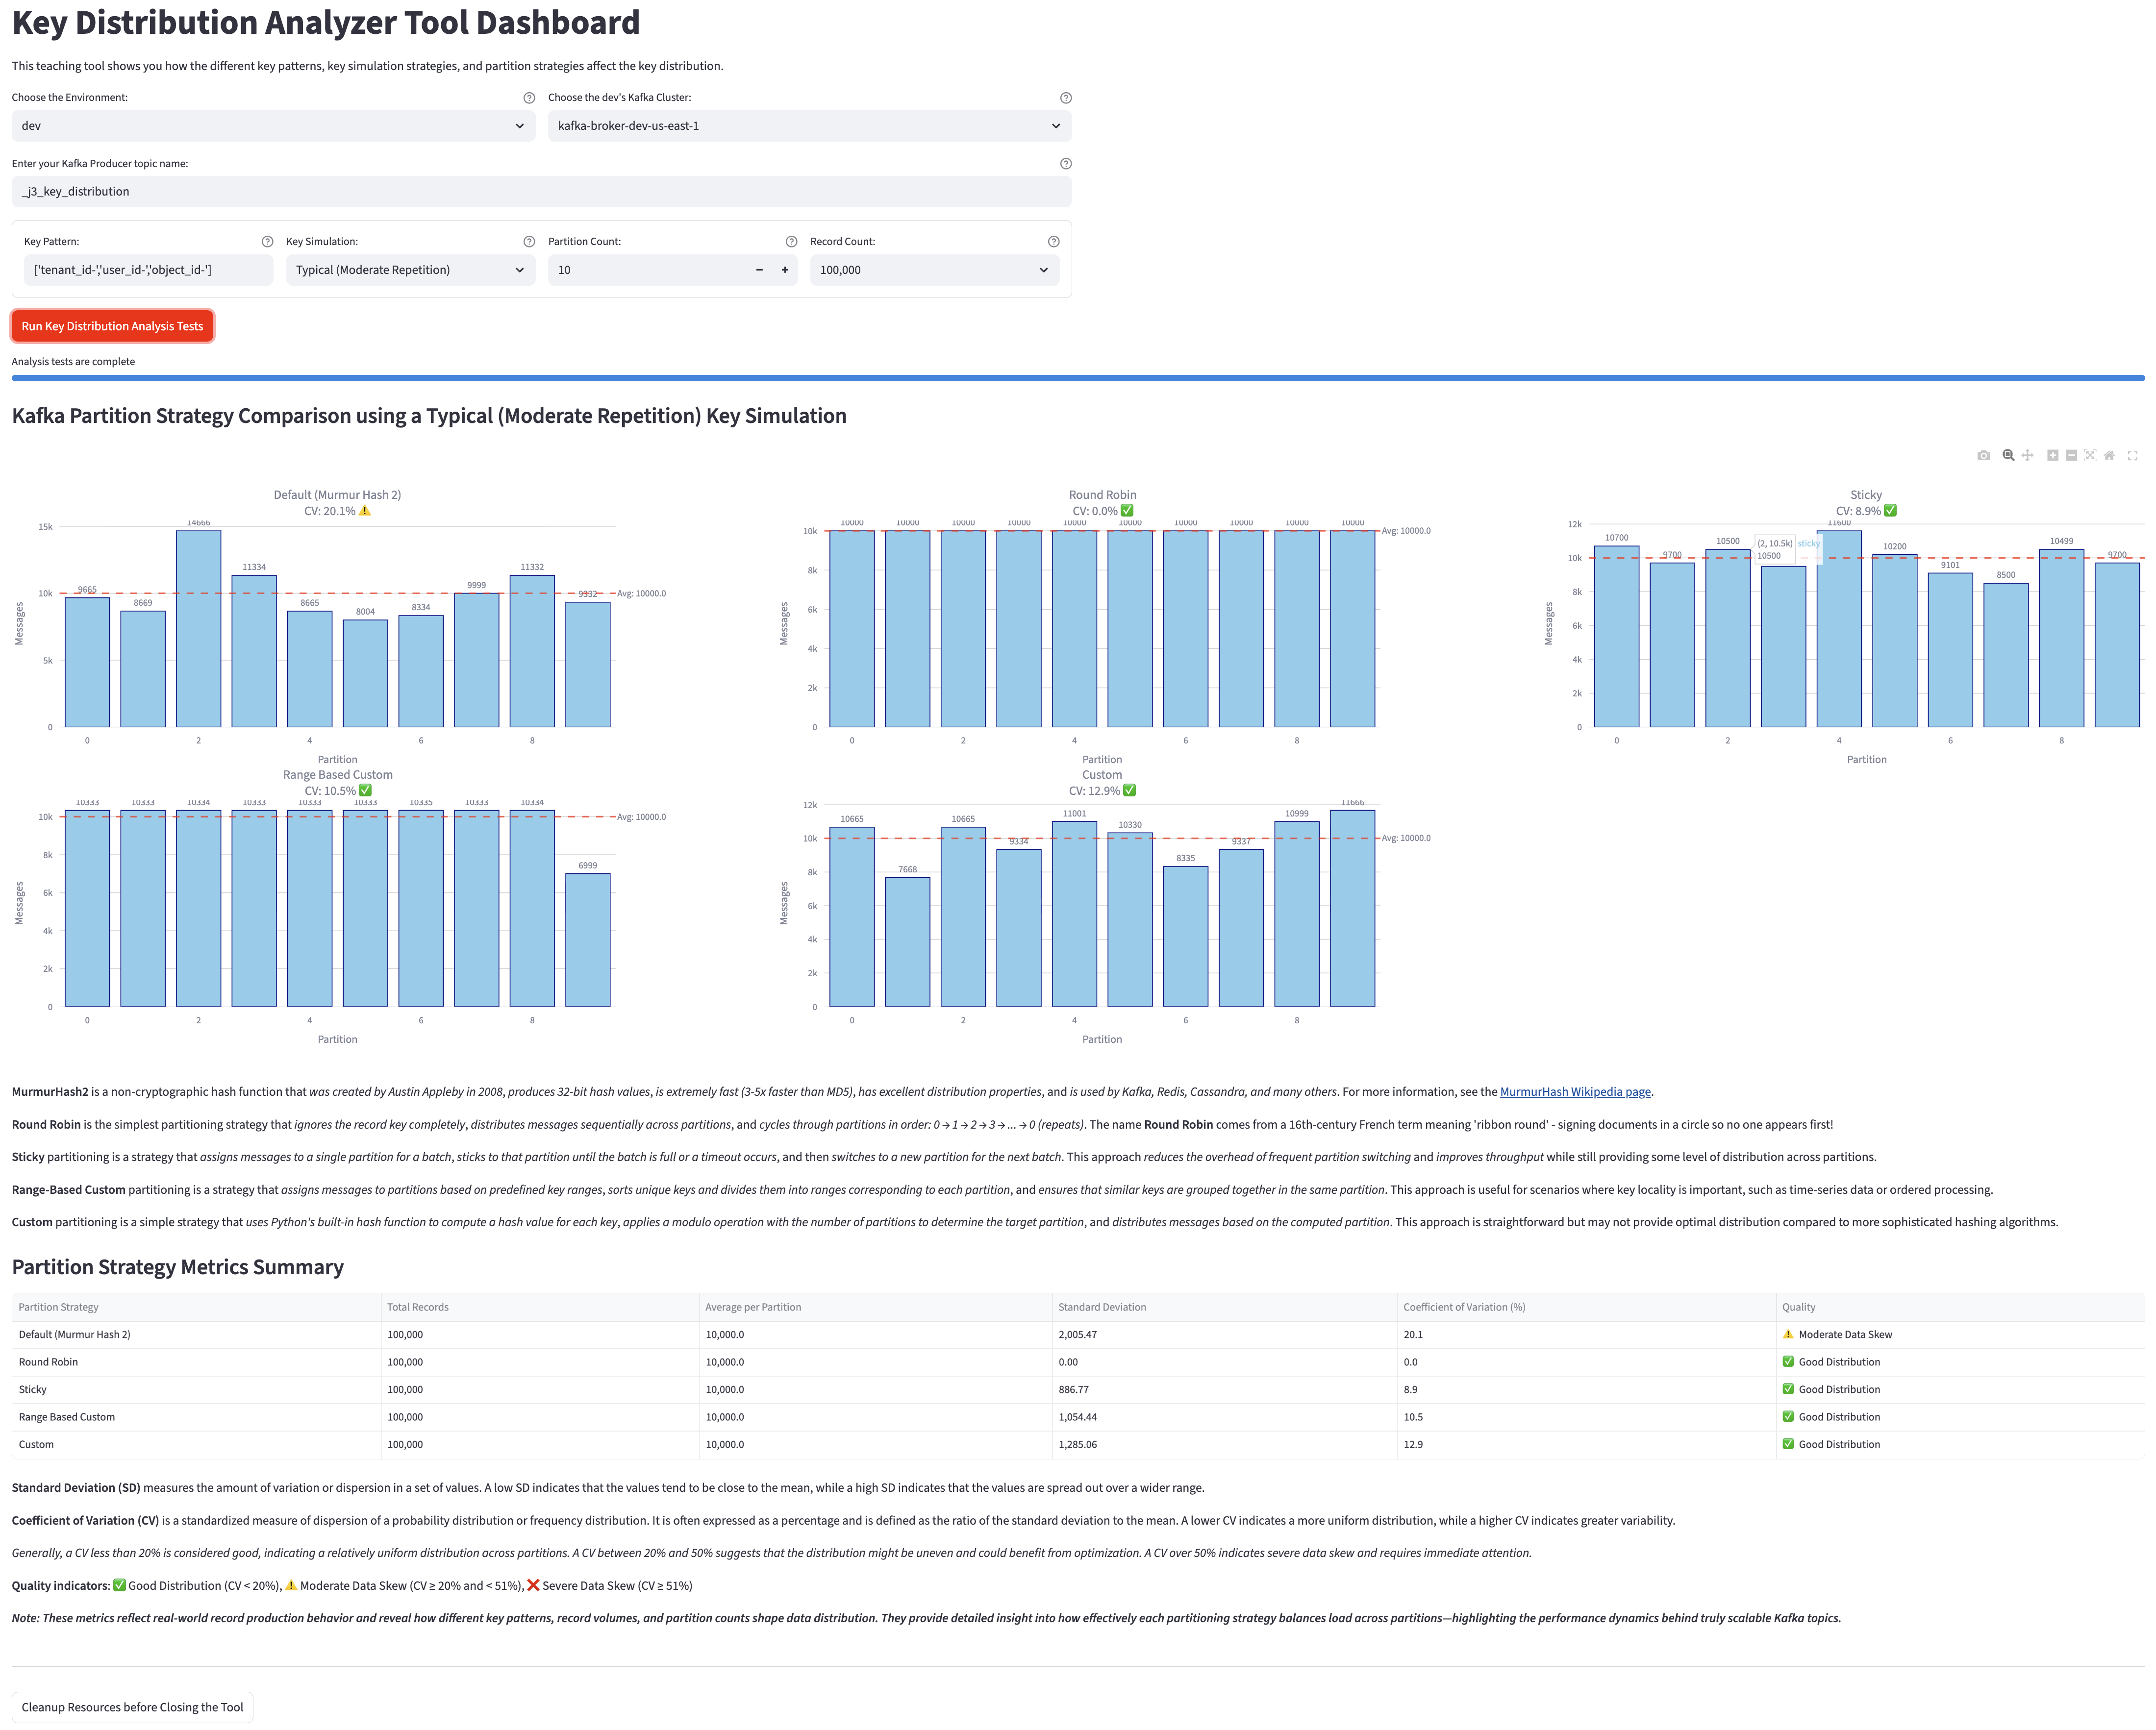 Key Distribution Analyzer Tool Dashboard
This teaching tool shows you how the different key patterns, key simulation strategies, and partition strategies affect the key distribution.
Choose the Environment:
Choose the dev's Kafka Cluster:
dev
kafka-broker-dev-us-east-1
Enter your Kafka Producer topic name:
_j3_key_distribution
Key Pattern:
Key Simulation:
Partition Count:
Record Count:
['tenant_id-','user_id-','object_id-']
Typical (Moderate Repetition)
10
100,000
Run Key Distribution Analysis Tests
Analysis tests are complete
Kafka Partition Strategy Comparison using a Typical (Moderate Repetition) Key Simulation
Default (Murmur Hash 2)
CV: 20.1% ⚠️
15k
10k
5k
0
Messages
9665
8669
14666
11334
8665
8004
8334
9999
11332
9332
Avg: 10000.0
0 2 4 6 8
Partition
Round Robin
CV: 0.0% ✅
10k
8k
6k
4k
2k
0
Messages
10000 10000 10000 10000 10000 10000 10000 10000 10000 10000
Avg: 10000.0
0 2 4 6 8
Partition
Sticky
CV: 8.9% ✅
12k
10k
8k
6k
4k
2k
0
Messages
10700
9700
10500
(2, 10.5k) sticky
10500
11600
10200
9101
8500
10499
9700
0 2 4 6 8
Partition
Range Based Custom
CV: 10.5% ✅
10k
8k
6k
4k
2k
0
Messages
10333 10333 10334 10333 10333 10333 10335 10333 10334
6999
Avg: 10000.0
0 2 4 6 8
Partition
Custom
CV: 12.9% ✅
12k
10k
8k
6k
4k
2k
0
Messages
10665
7668
10665
9334
11001
10330
8335
9337
10999
11666
Avg: 10000.0
0 2 4 6 8
Partition
MurmurHash2 is a non-cryptographic hash function that was created by Austin Appleby in 2008, produces 32-bit hash values, is extremely fast (3-5x faster than MD5), has excellent distribution properties, and is used by Kafka, Redis, Cassandra, and many others. For more information, see the MurmurHash Wikipedia page.
Round Robin is the simplest partitioning strategy that ignores the record key completely, distributes messages sequentially across partitions, and cycles through partitions in order: 0 → 1 → 2 → 3 → ... → 0 (repeats). The name Round Robin comes from a 16th-century French term meaning 'ribbon round' - signing documents in a circle so no one appears first!
Sticky partitioning is a strategy that assigns messages to a single partition for a batch, sticks to that partition until the batch is full or a timeout occurs, and then switches to a new partition for the next batch. This approach reduces the overhead of frequent partition switching and improves throughput while still providing some level of distribution across partitions.
Range-Based Custom partitioning is a strategy that assigns messages to partitions based on predefined key ranges, sorts unique keys and divides them into ranges corresponding to each partition, and ensures that similar keys are grouped together in the same partition. This approach is useful for scenarios where key locality is important, such as time-series data or ordered processing.
Custom partitioning is a simple strategy that uses Python's built-in hash function to compute a hash value for each key, applies a modulo operation with the number of partitions to determine the target partition, and distributes messages based on the computed partition. This approach is straightforward but may not provide optimal distribution compared to more sophisticated hashing algorithms.
Partition Strategy Metrics Summary
Partition Strategy Total Records Average per Partition Standard Deviation Coefficient of Variation (%) Quality
Default (Murmur Hash 2) 100,000 10,000.0 2,005.47 20.1 ⚠️ Moderate Data Skew
Round Robin 100,000 10,000.0 0.00 0.0 ✅ Good Distribution
Sticky 100,000 10,000.0 886.77 8.9 ✅ Good Distribution
Range Based Custom 100,000 10,000.0 1,054.44 10.5 ✅ Good Distribution
Custom 100,000 10,000.0 1,285.06 12.9 ✅ Good Distribution
Standard Deviation (SD) measures the amount of variation or dispersion in a set of values. A low SD indicates that the values tend to be close to the mean, while a high SD indicates that the values are spread out over a wider range.
Coefficient of Variation (CV) is a standardized measure of dispersion of a probability distribution or frequency distribution. It is often expressed as a percentage and is defined as the ratio of the standard deviation to the mean. A lower CV indicates a more uniform distribution, while a higher CV indicates greater variability.
Generally, a CV less than 20% is considered good, indicating a relatively uniform distribution across partitions. A CV between 20% and 50% suggests that the distribution might be uneven and could benefit from optimization. A CV over 50% indicates severe data skew and requires immediate attention.
Quality indicators: ✅ Good Distribution (CV < 20%), ⚠️ Moderate Data Skew (CV ≥ 20% and < 51%), ❌ Severe Data Skew (CV ≥ 51%)
Note: These metrics reflect real-world record production behavior and reveal how different key patterns, record volumes, and partition counts shape data distribution. They provide detailed insight into how effectively each partitioning strategy balances load across partitions—highlighting the performance dynamics behind truly scalable Kafka topics.
Cleanup Resources before Closing the Tool